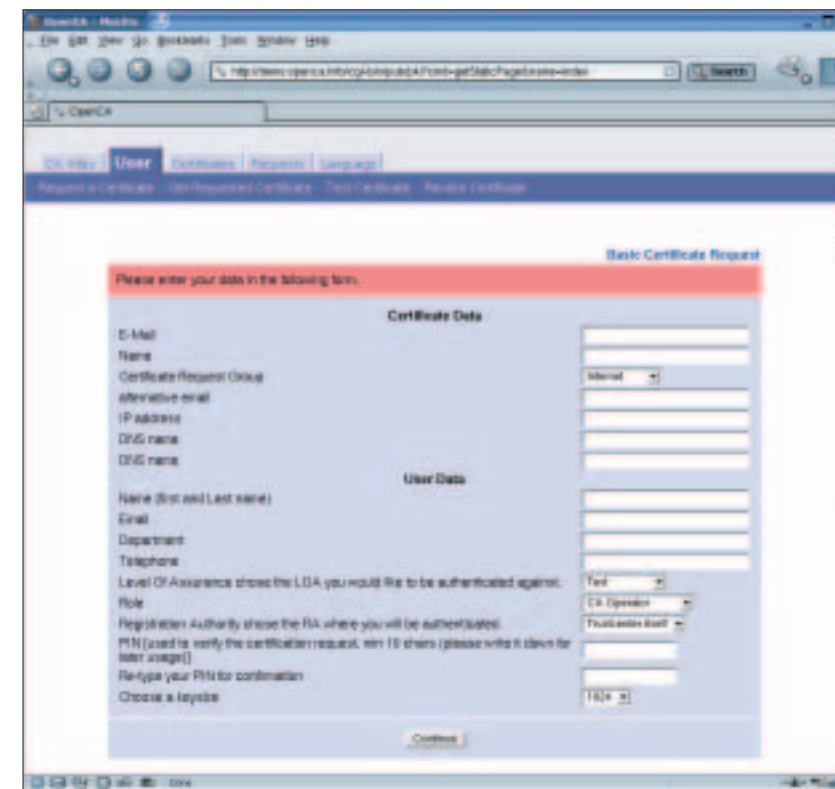 OpenCA - Mozilla
File Edit View Go Bookmarks Tools Window Help
Search
OpenCA
CA Infos User Certificates Requests Language
Request a Certificate Get Requested Certificate Test Certificate Revoke Certificate
Basic Certificate Request
Please enter your data in the following form.
Certificate Data
E-Mail
Name
Certificate Request Group Internet
Alternative email
IP address
DNS name
DNS name
User Data
Name (first and Last name)
Email
Department
Telephone
Level Of Assurance chose the LOA you would like to be authenticated against. Test
Role CA Operator
Registration Authority chose the RA where you will be authenticated. Trustcenter itself
PIN [used to verify the certification request, min 10 chars (please write it down for
later usage)]
Re-type your PIN for confirmation
Choose a keysize 1024
Continue
Done